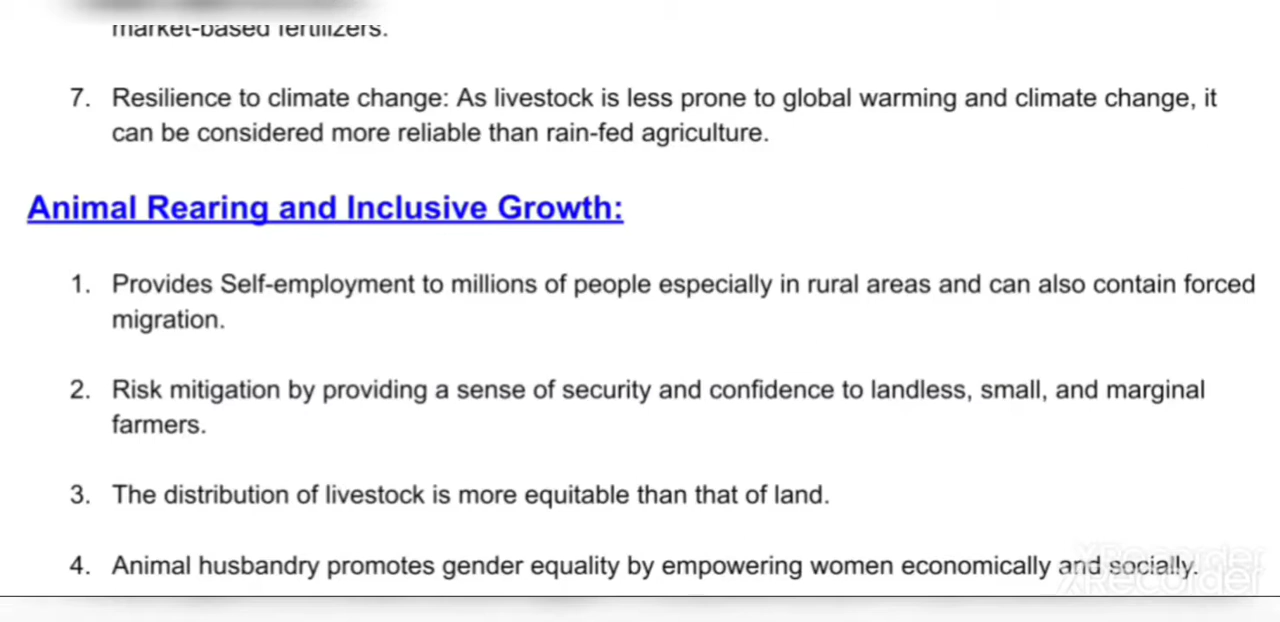 market-based fertilizers.
7. Resilience to climate change: As livestock is less prone to global warming and climate change, it
can be considered more reliable than rain-fed agriculture.
Animal Rearing and Inclusive Growth:
1. Provides Self-employment to millions of people especially in rural areas and can also contain forced
migration.
2. Risk mitigation by providing a sense of security and confidence to landless, small, and marginal
farmers.
3. The distribution of livestock is more equitable than that of land.
4. Animal husbandry promotes gender equality by empowering women economically and socially.
XRecorder